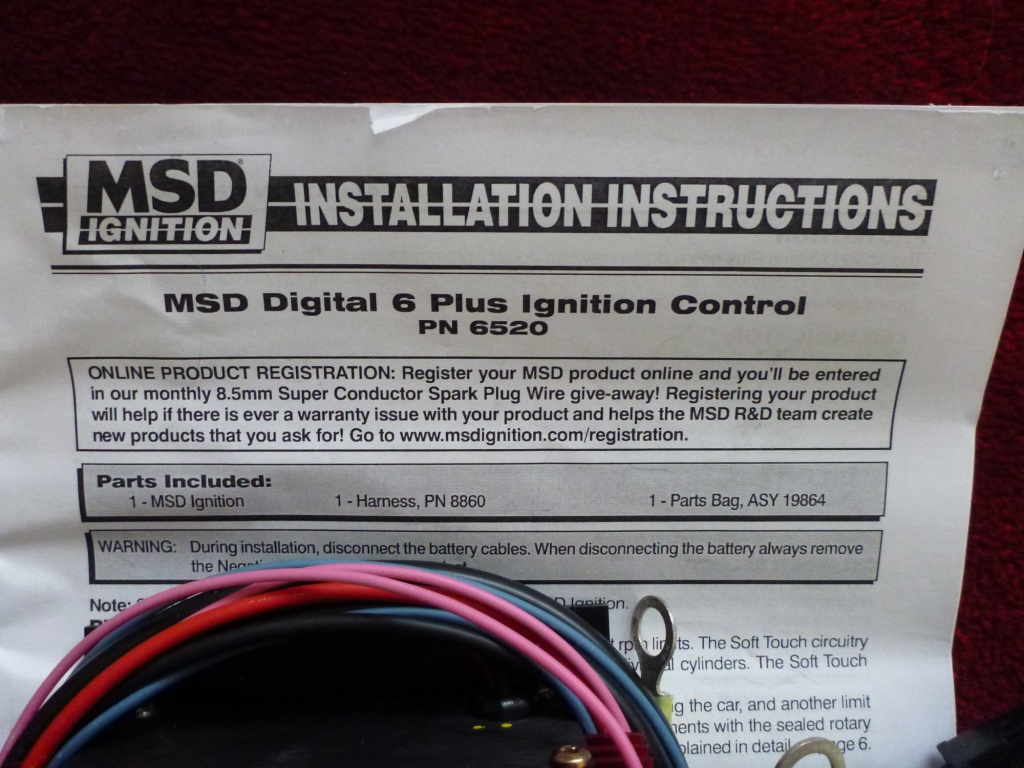 MSD®
IGNITION
INSTALLATION INSTRUCTIONS
MSD Digital 6 Plus Ignition Control
PN 6520
ONLINE PRODUCT REGISTRATION: Register your MSD product online and you'll be entered
in our monthly 8.5mm Super Conductor Spark Plug Wire give-away! Registering your product
will help if there is ever a warranty issue with your product and helps the MSD R&D team create
new products that you ask for! Go to www.msdignition.com/registration.
Parts Included:
1 - MSD Ignition 1 - Harness, PN 8860 1 - Parts Bag, ASY 19864
WARNING: During installation, disconnect the battery cables. When disconnecting the battery always remove
the
Note: Ignition.
rpm limits. The Soft Touch circuitry
cylinders. The Soft Touch
the car, and another limit
with the sealed rotary
in detail 6.